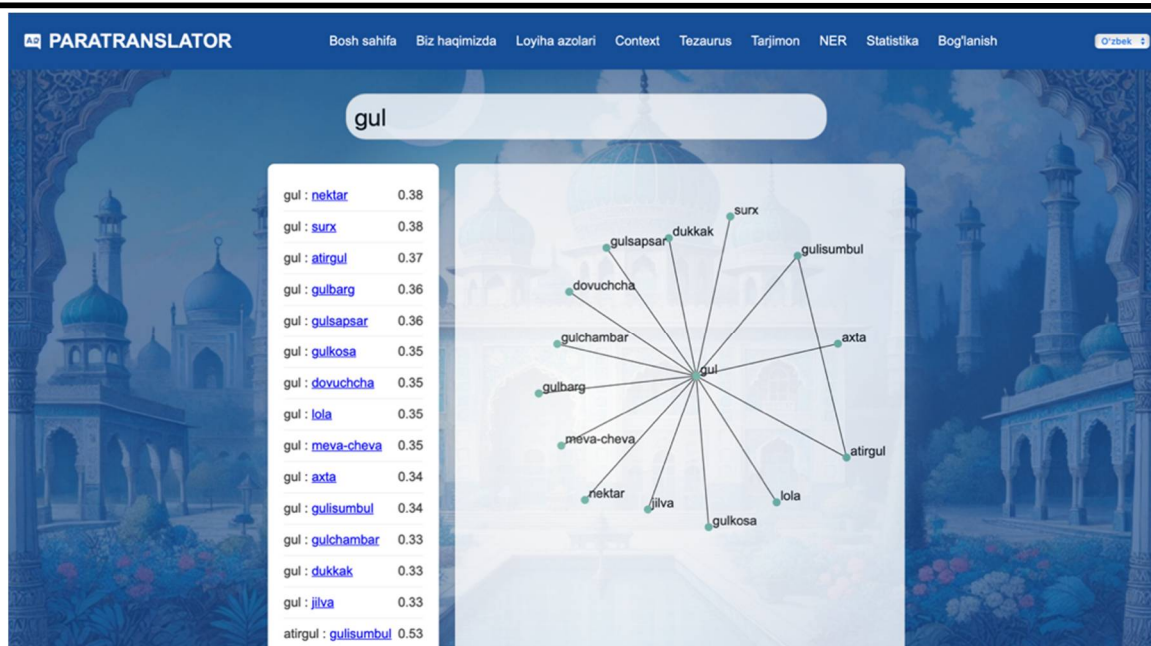 PARATRANSLATOR Bosh sahifa Biz haqimizda Loyiha azolari Context Tezaurus Tarjimon NER Statistika Bog'lanish O'zbek
gul
gul : nektar 0.38
gul : surx 0.38
gul : atirgul 0.37
gul : gulbarg 0.36
gul : gulsapsar 0.36
gul : gulkosa 0.35
gul : dovuchcha 0.35
gul : lola 0.35
gul : meva-cheva 0.35
gul : axta 0.34
gul : gulisumbul 0.34
gul : gulchambar 0.33
gul : dukkak 0.33
gul : jilva 0.33
atirgul : gulisumbul 0.53
surx
dukkak
gulsapsar
gulisumbul
dovuchcha
gulchambar
axta
gul
gulbarg
meva-cheva
atirgul
nektar
lola
jilva
gulkosa